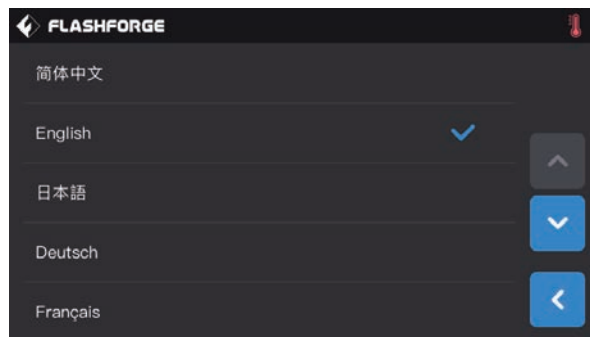 FLASHFORGE
简体中文
English
日本語
Deutsch
Français